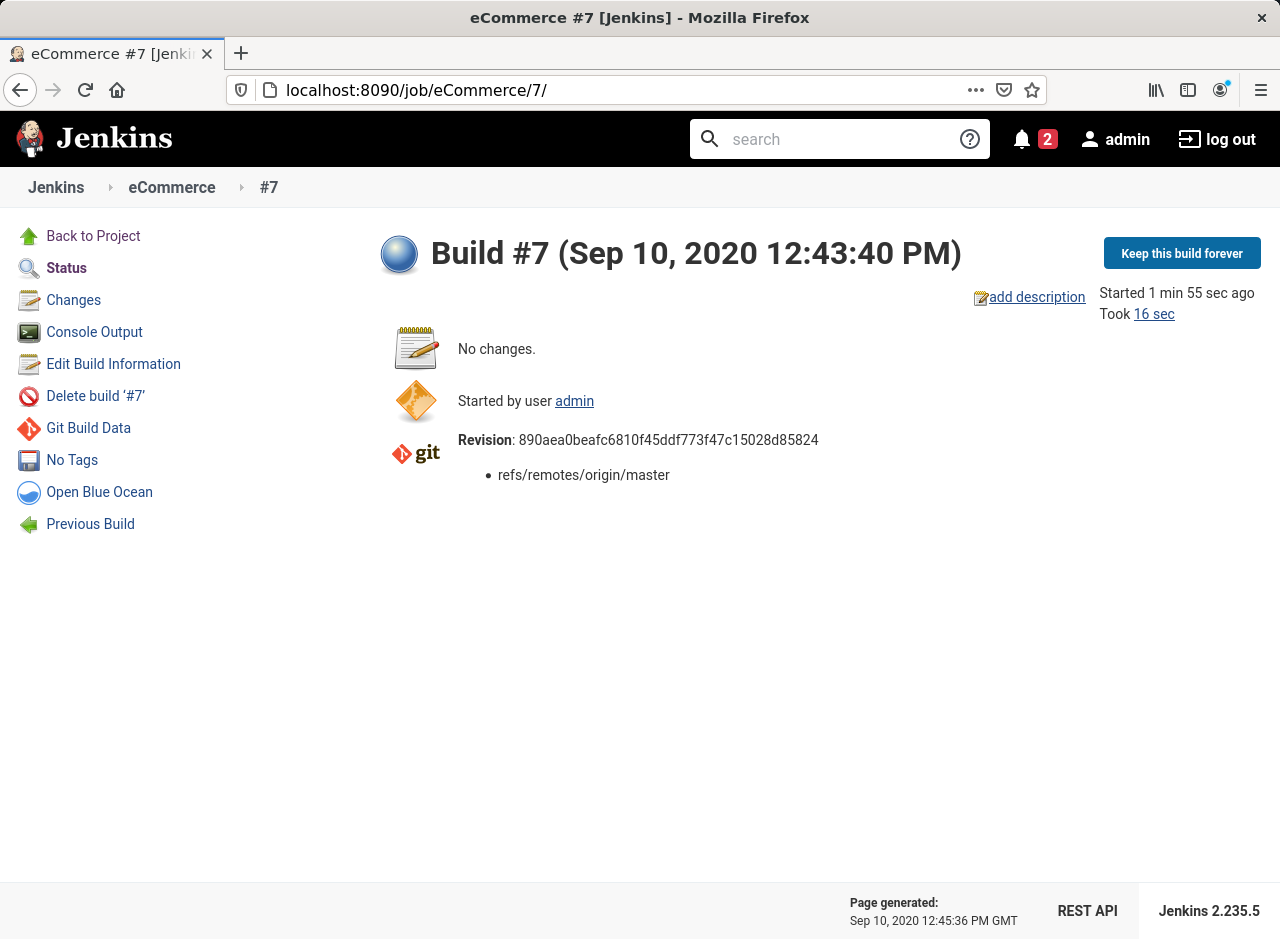 eCommerce #7 [Jenkins] - Mozilla Firefox
eCommerce #7 [Jenki
localhost:8090/job/eCommerce/7/
Jenkins
search
2
admin
log out
Jenkins
eCommerce
#7
Back to Project
Status
Changes
Console Output
Edit Build Information
Delete build ‘#7’
Git Build Data
No Tags
Open Blue Ocean
Previous Build
Build #7 (Sep 10, 2020 12:43:40 PM)
Keep this build forever
add description
Started 1 min 55 sec ago
Took 16 sec
No changes.
Started by user admin
git
Revision: 890aea0beafc6810f45ddf773f47c15028d85824
• refs/remotes/origin/master
Page generated:
Sep 10, 2020 12:45:36 PM GMT
REST API
Jenkins 2.235.5